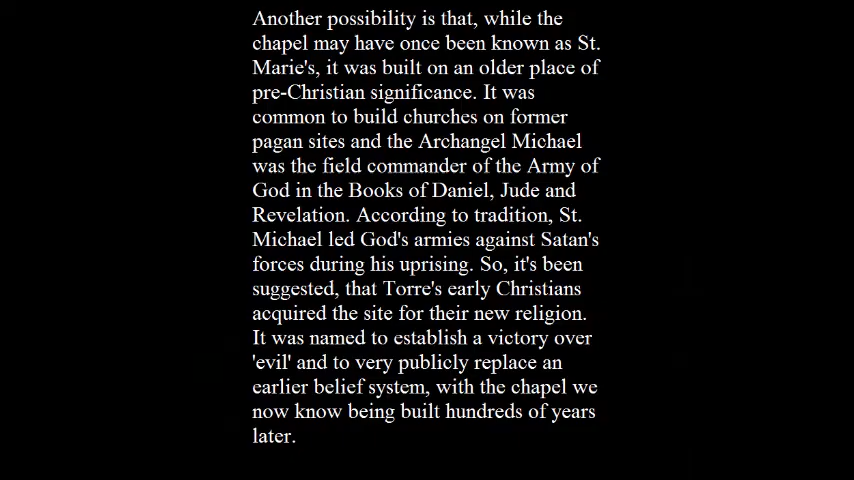 Another possibility is that, while the
chapel may have once been known as St.
Marie's, it was built on an older place of
pre-Christian significance. It was
common to build churches on former
pagan sites and the Archangel Michael
was the field commander of the Army of
God in the Books of Daniel, Jude and
Revelation. According to tradition, St.
Michael led God's armies against Satan's
forces during his uprising. So, it's been
suggested, that Torre's early Christians
acquired the site for their new religion.
It was named to establish a victory over
'evil' and to very publicly replace an
earlier belief system, with the chapel we
now know being built hundreds of years
later.